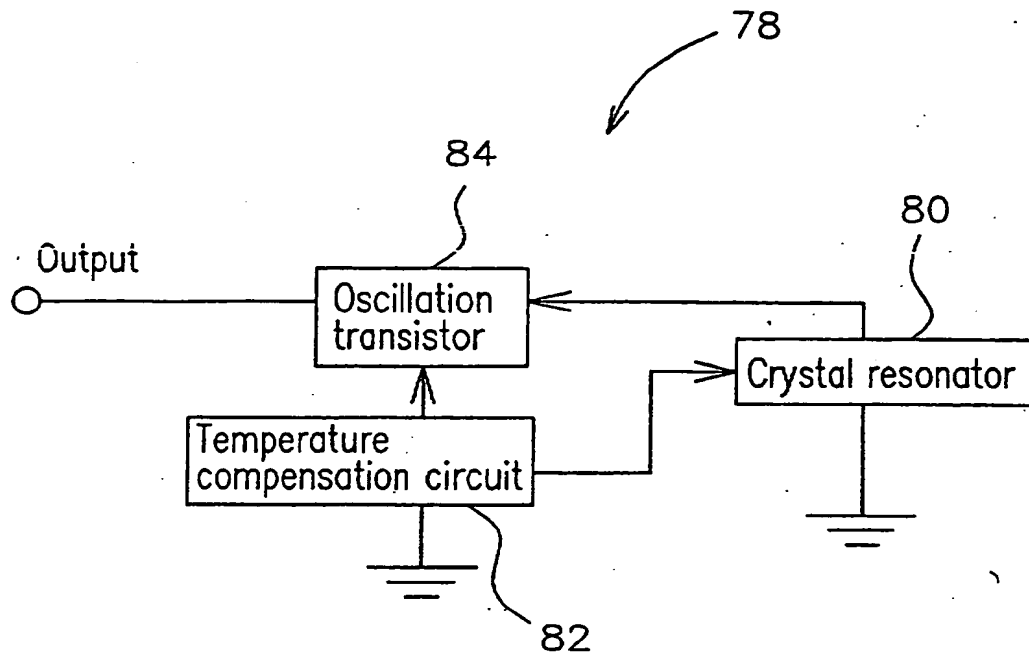 78
84
80
Output
Oscillation
transistor
Crystal resonator
Temperature
compensation circuit
82